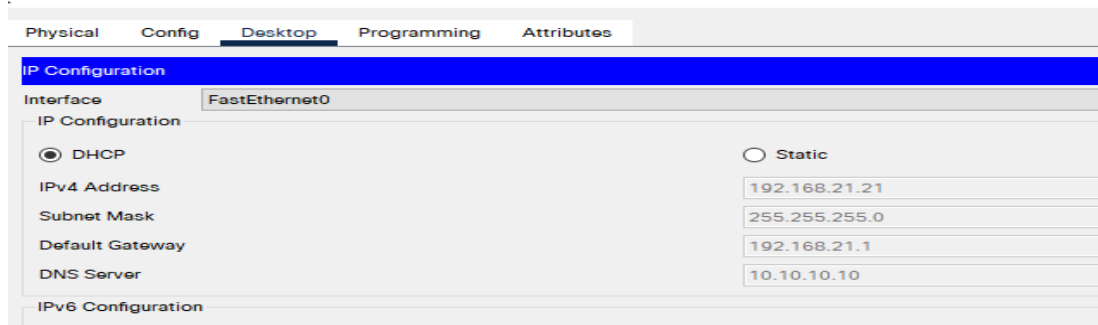 Physical Config Desktop Programming Attributes
IP Configuration
Interface FastEthernet0
IP Configuration
DHCP Static
IPv4 Address 192.168.21.21
Subnet Mask 255.255.255.0
Default Gateway 192.168.21.1
DNS Server 10.10.10.10
IPv6 Configuration